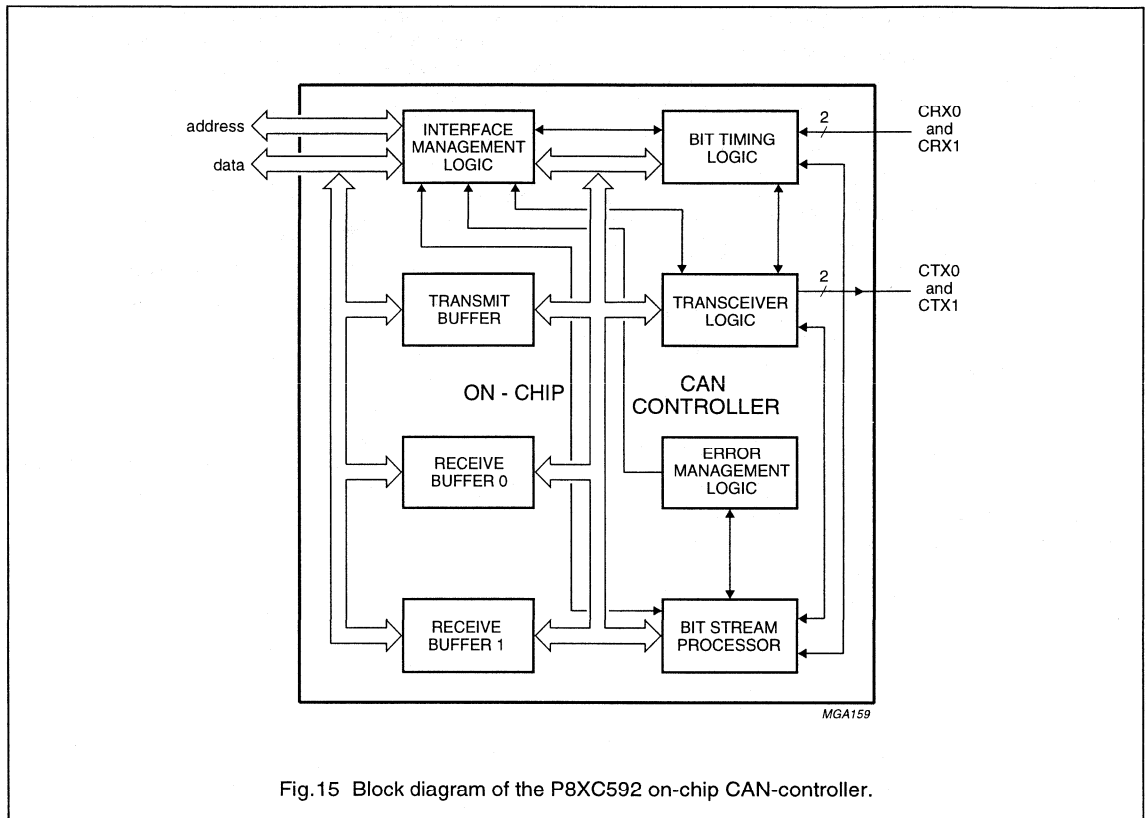 address
data
INTERFACE
MANAGEMENT
LOGIC
BIT TIMING
LOGIC
2
CRX0
and
CRX1
TRANSMIT
BUFFER
TRANSCEIVER
LOGIC
2
CTX0
and
CTX1
ON - CHIP
CAN
CONTROLLER
RECEIVE
BUFFER 0
ERROR
MANAGEMENT
LOGIC
RECEIVE
BUFFER 1
BIT STREAM
PROCESSOR
MGA159
Fig.15 Block diagram of the P8XC592 on-chip CAN-controller.